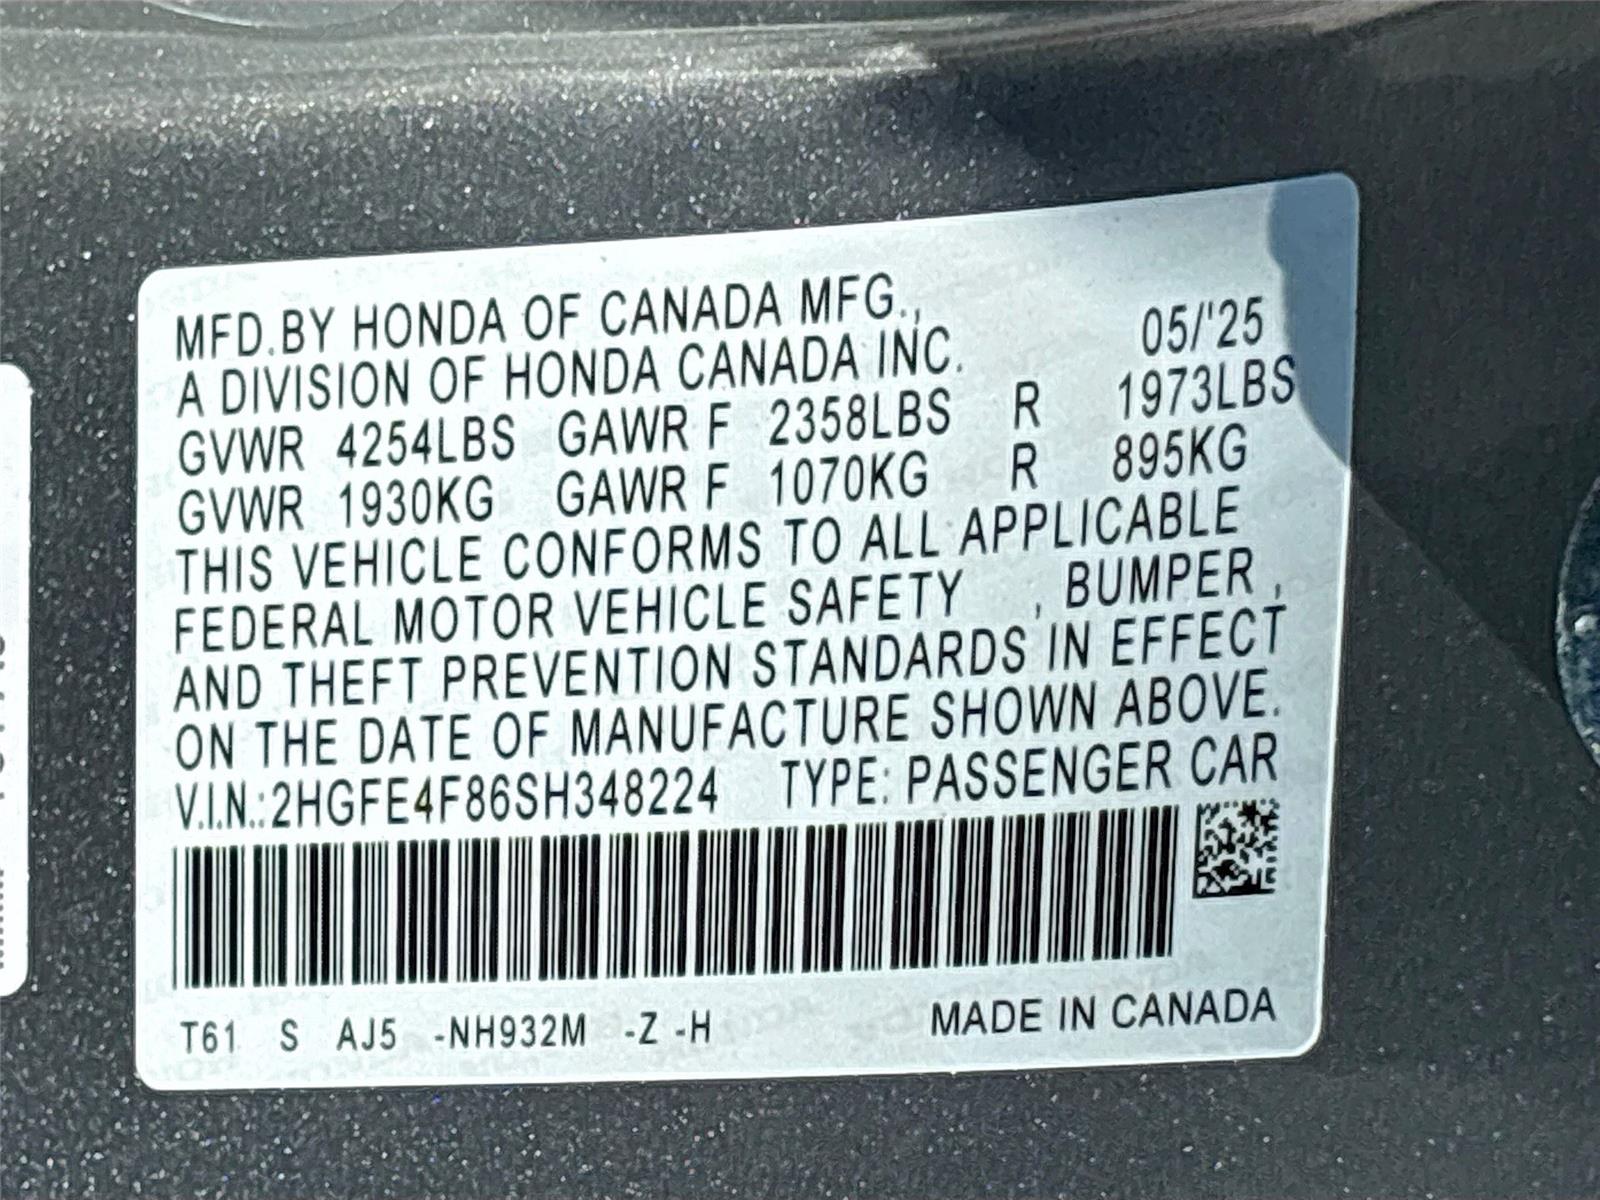 MFD.BY HONDA OF CANADA MFG.,
A DIVISION OF HONDA CANADA INC. 05/'25
GVWR 4254LBS GAWR F 2358LBS R 1973LBS
GVWR 1930KG GAWR F 1070KG R 895KG
THIS VEHICLE CONFORMS TO ALL APPLICABLE
FEDERAL MOTOR VEHICLE SAFETY , BUMPER ,
AND THEFT PREVENTION STANDARDS IN EFFECT
ON THE DATE OF MANUFACTURE SHOWN ABOVE.
V.I.N.:2HGFE4F86SH348224 TYPE: PASSENGER CAR
T61 S AJ5 -NH932M -Z -H MADE IN CANADA